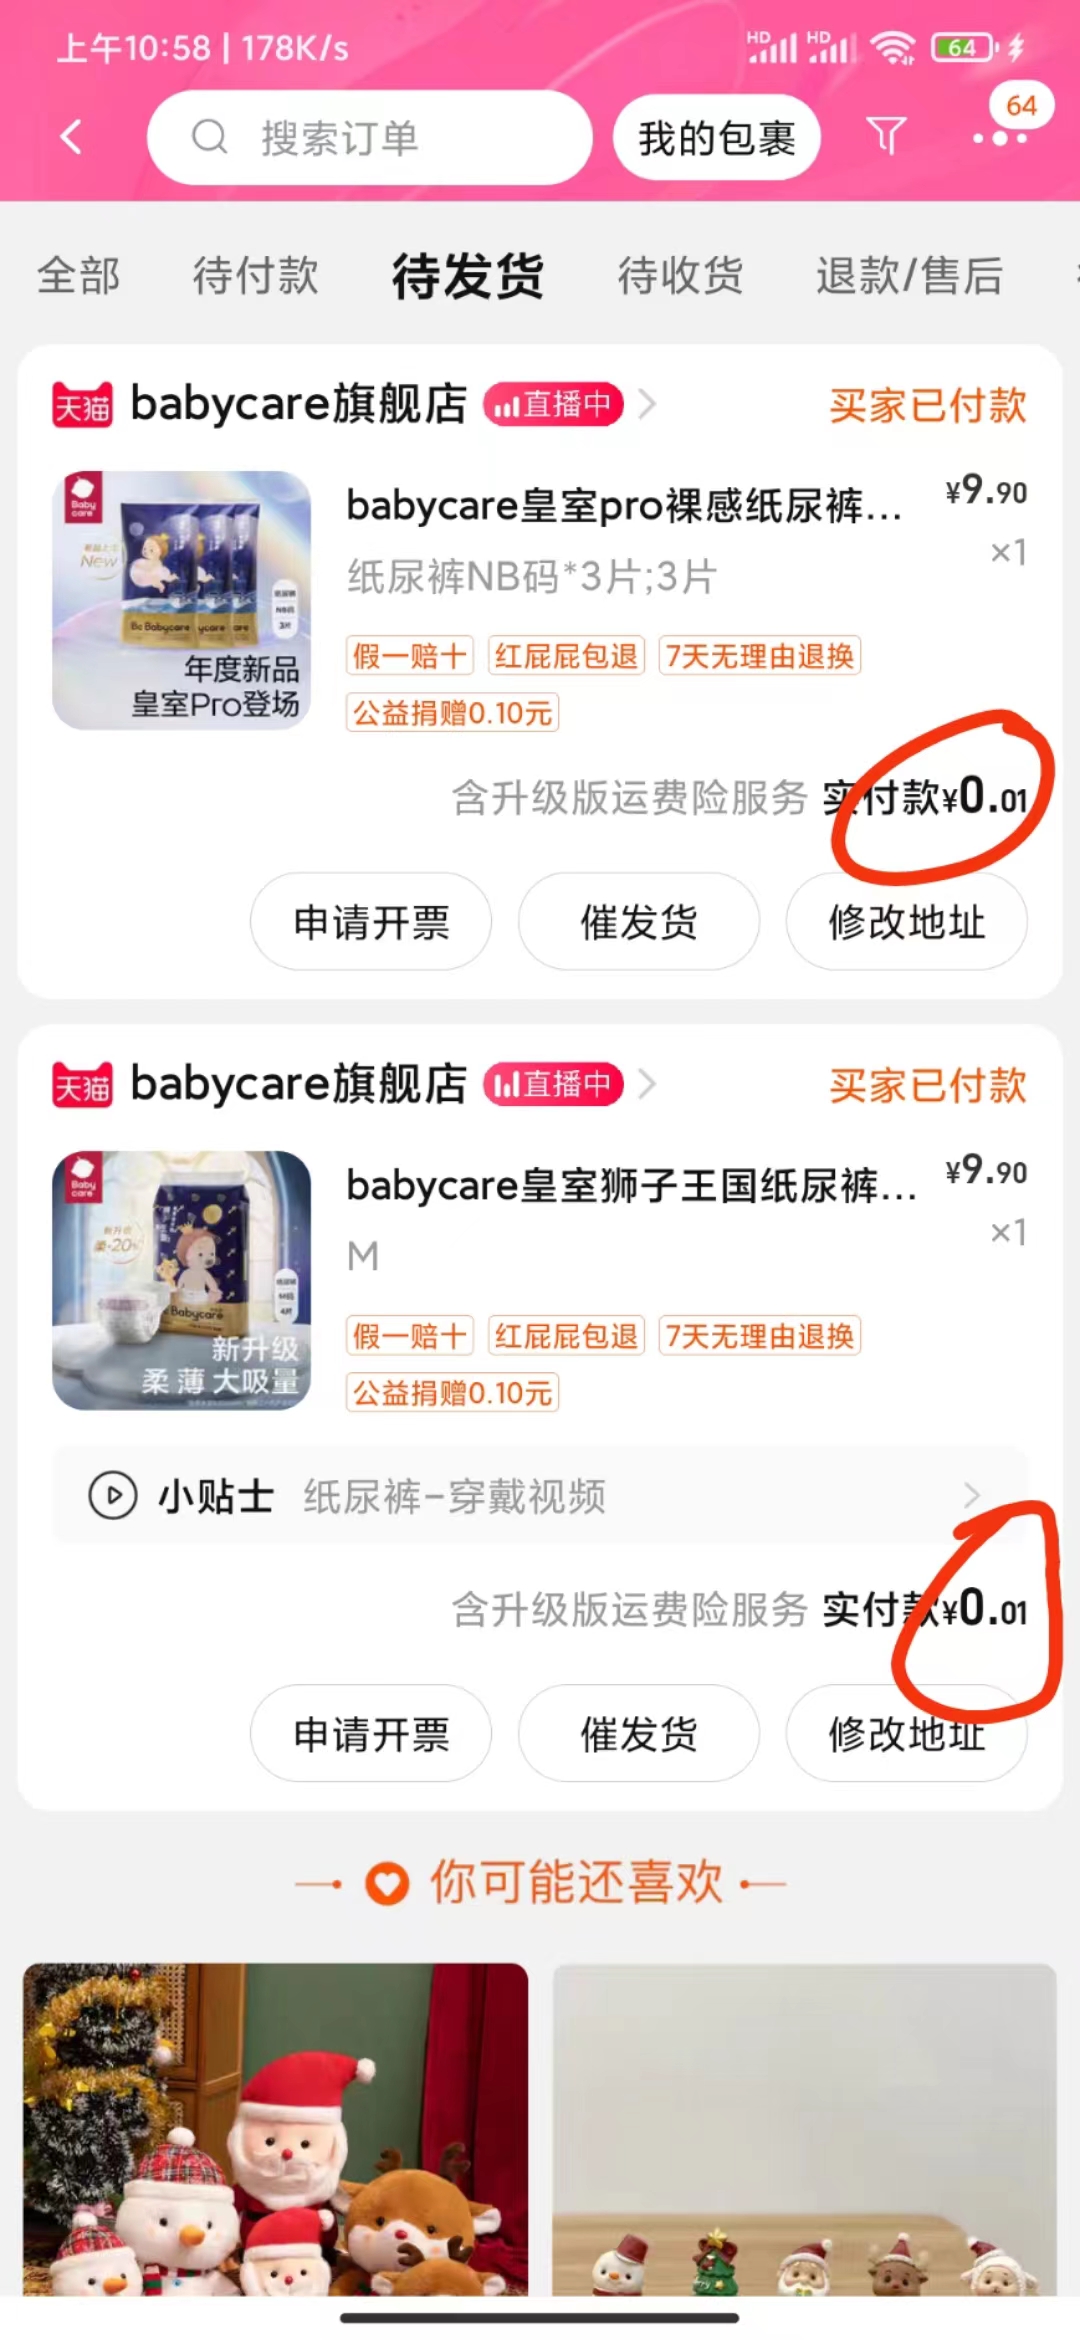 上午10:58 | 178K/s
HD HD 64
搜索订单
我的包裹
64
全部 待付款 待发货 待收货 退款/售后
天猫 babycare旗舰店 直播中 买家已付款
Baby care
New
Be Babycare
年度新品
皇室Pro登场
babycare皇室pro裸感纸尿裤... ¥9.90
纸尿裤NB码*3片;3片 ×1
假一赔十 红屁屁包退 7天无理由退换
公益捐赠0.10元
含升级版运费险服务 实付款¥0.01
申请开票 催发货 修改地址
天猫 babycare旗舰店 直播中 买家已付款
Baby care
Babycare
新升级
柔 薄 大吸量
babycare皇室狮子王国纸尿裤... ¥9.90
M ×1
假一赔十 红屁屁包退 7天无理由退换
公益捐赠0.10元
小贴士 纸尿裤-穿戴视频
含升级版运费险服务 实付款¥0.01
申请开票 催发货 修改地址
你可能还喜欢